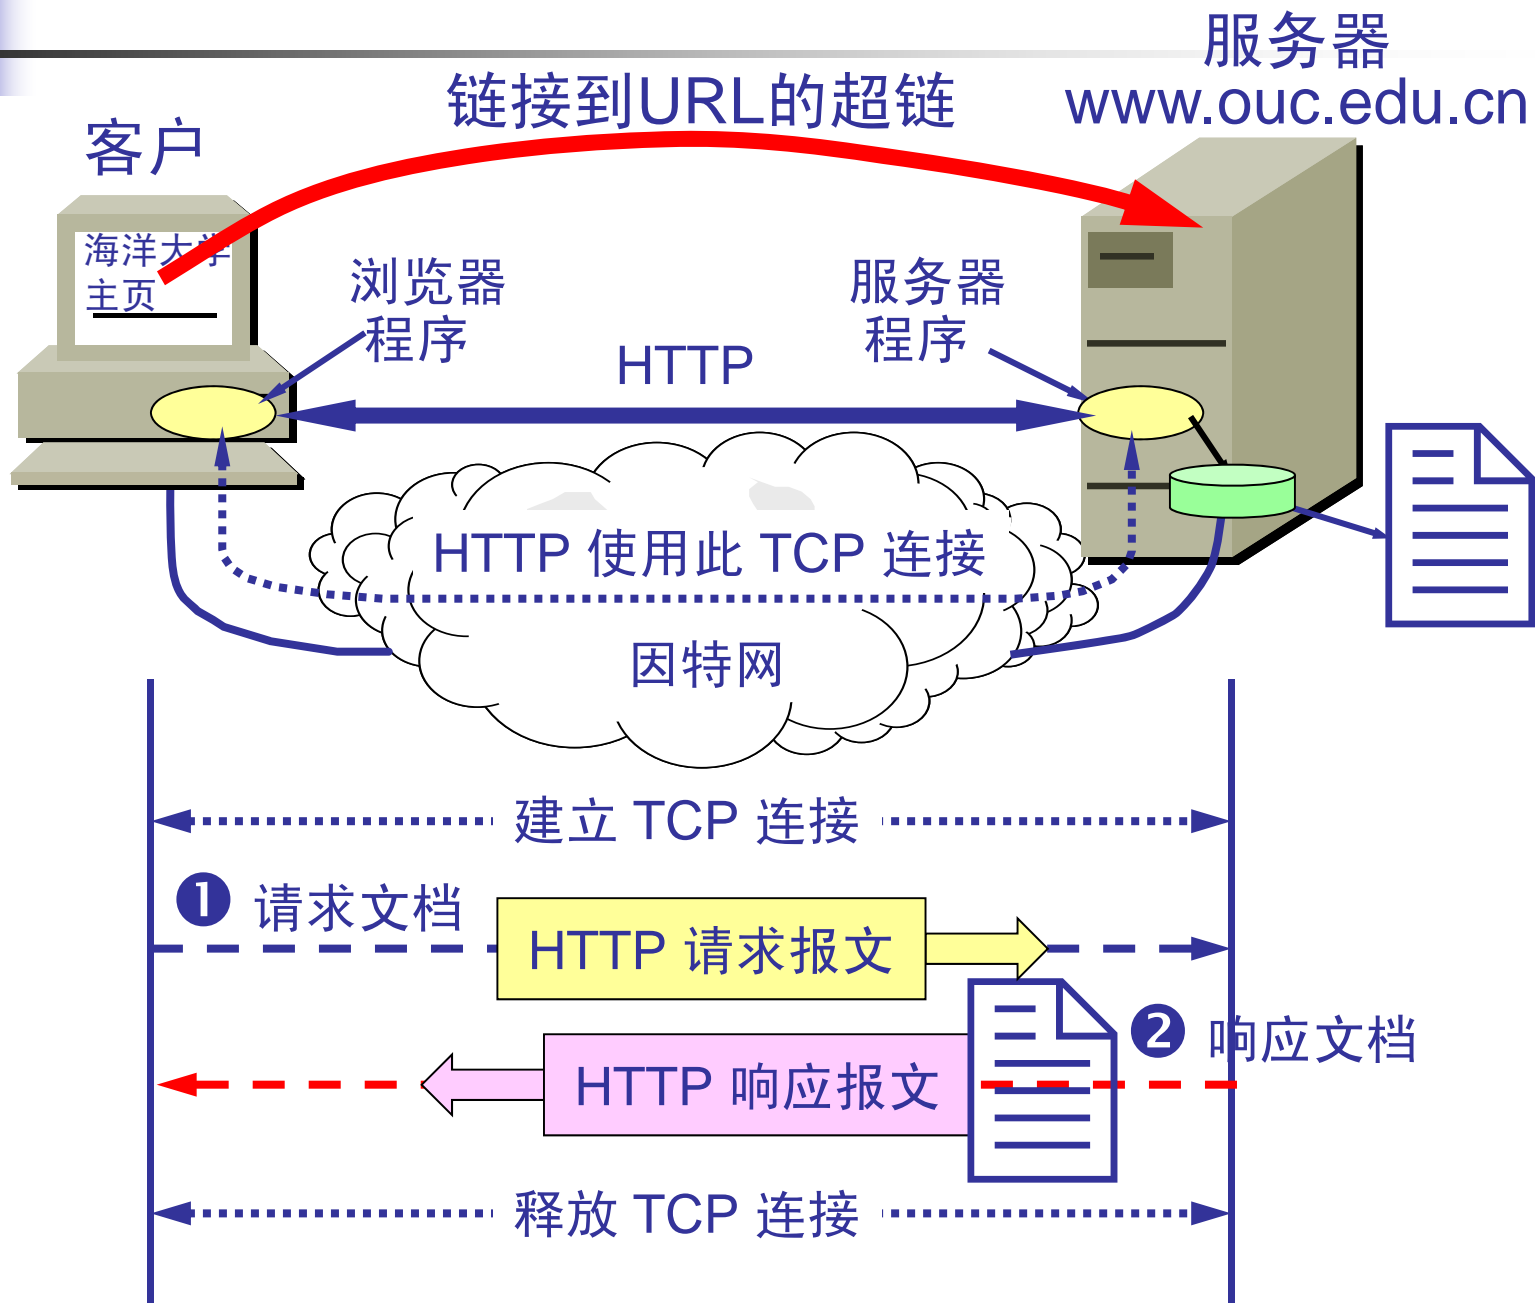 服务器
www.ouc.edu.cn
链接到URL的超链
客户
海洋大学
主页
浏览器
程序
服务器
程序
HTTP
HTTP 使用此 TCP 连接
因特网
建立 TCP 连接
❶ 请求文档
HTTP 请求报文
❷ 响应文档
HTTP 响应报文
释放 TCP 连接